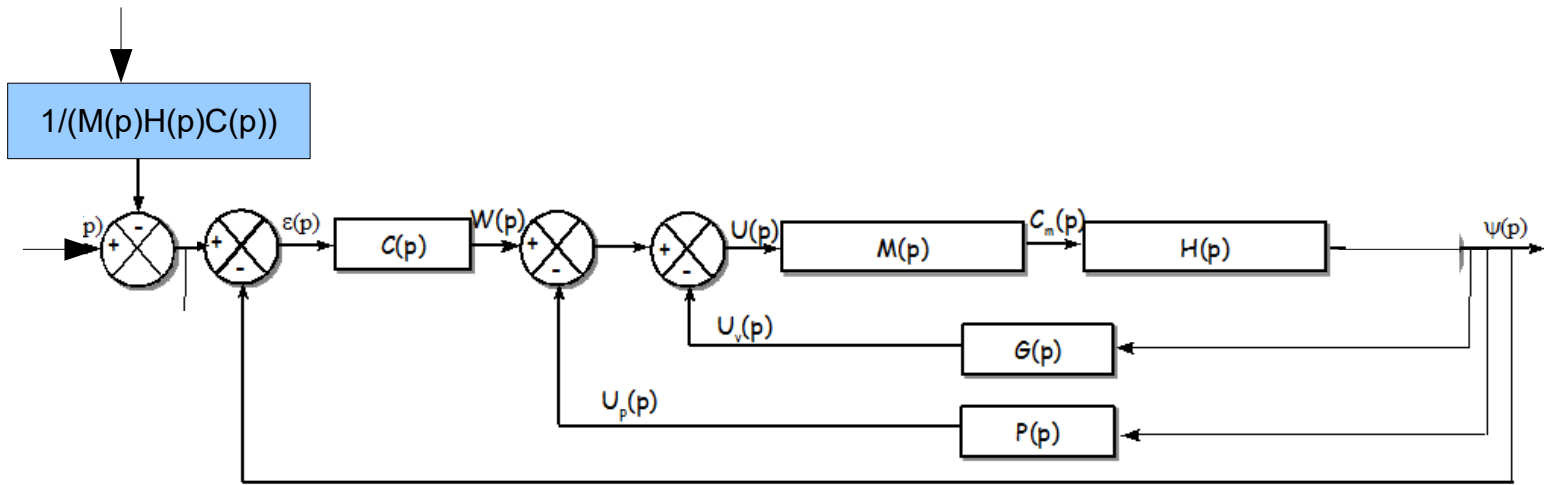 1/(M(p)H(p)C(p))
p)
-
+
+
-
ε(p)
C(p)
W(p)
+
-
+
-
U(p)
M(p)
Cm(p)
H(p)
ψ(p)
Uv(p)
G(p)
Up(p)
P(p)